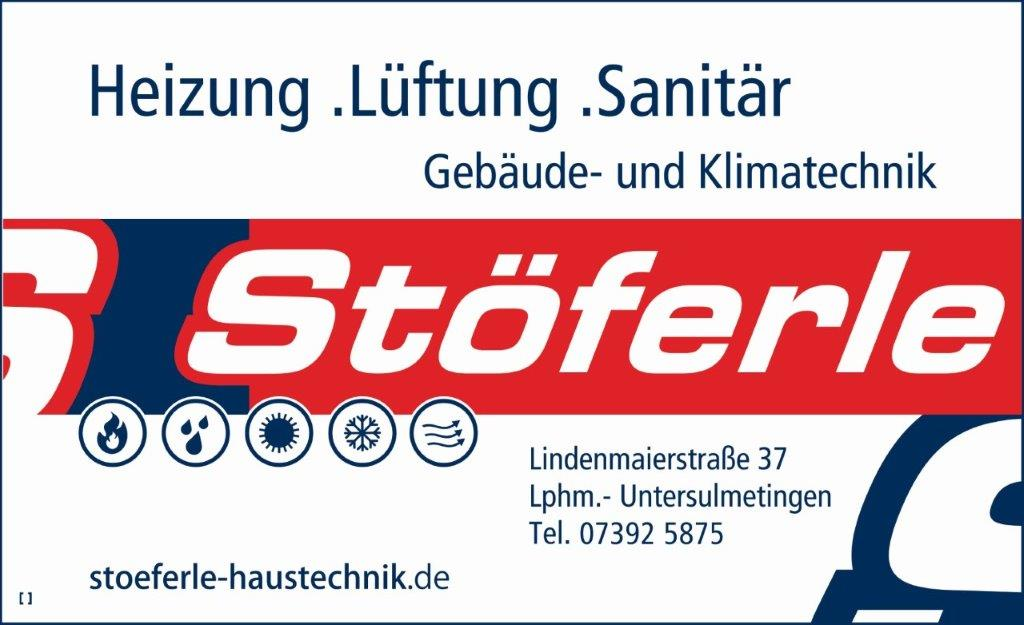 Heizung .Lüftung .Sanitär
Gebäude- und Klimatechnik
Stöferle
Lindenmaierstraße 37
Lphm.- Untersulmetingen
Tel. 07392 5875
stoeferle-haustechnik.de
[ ]